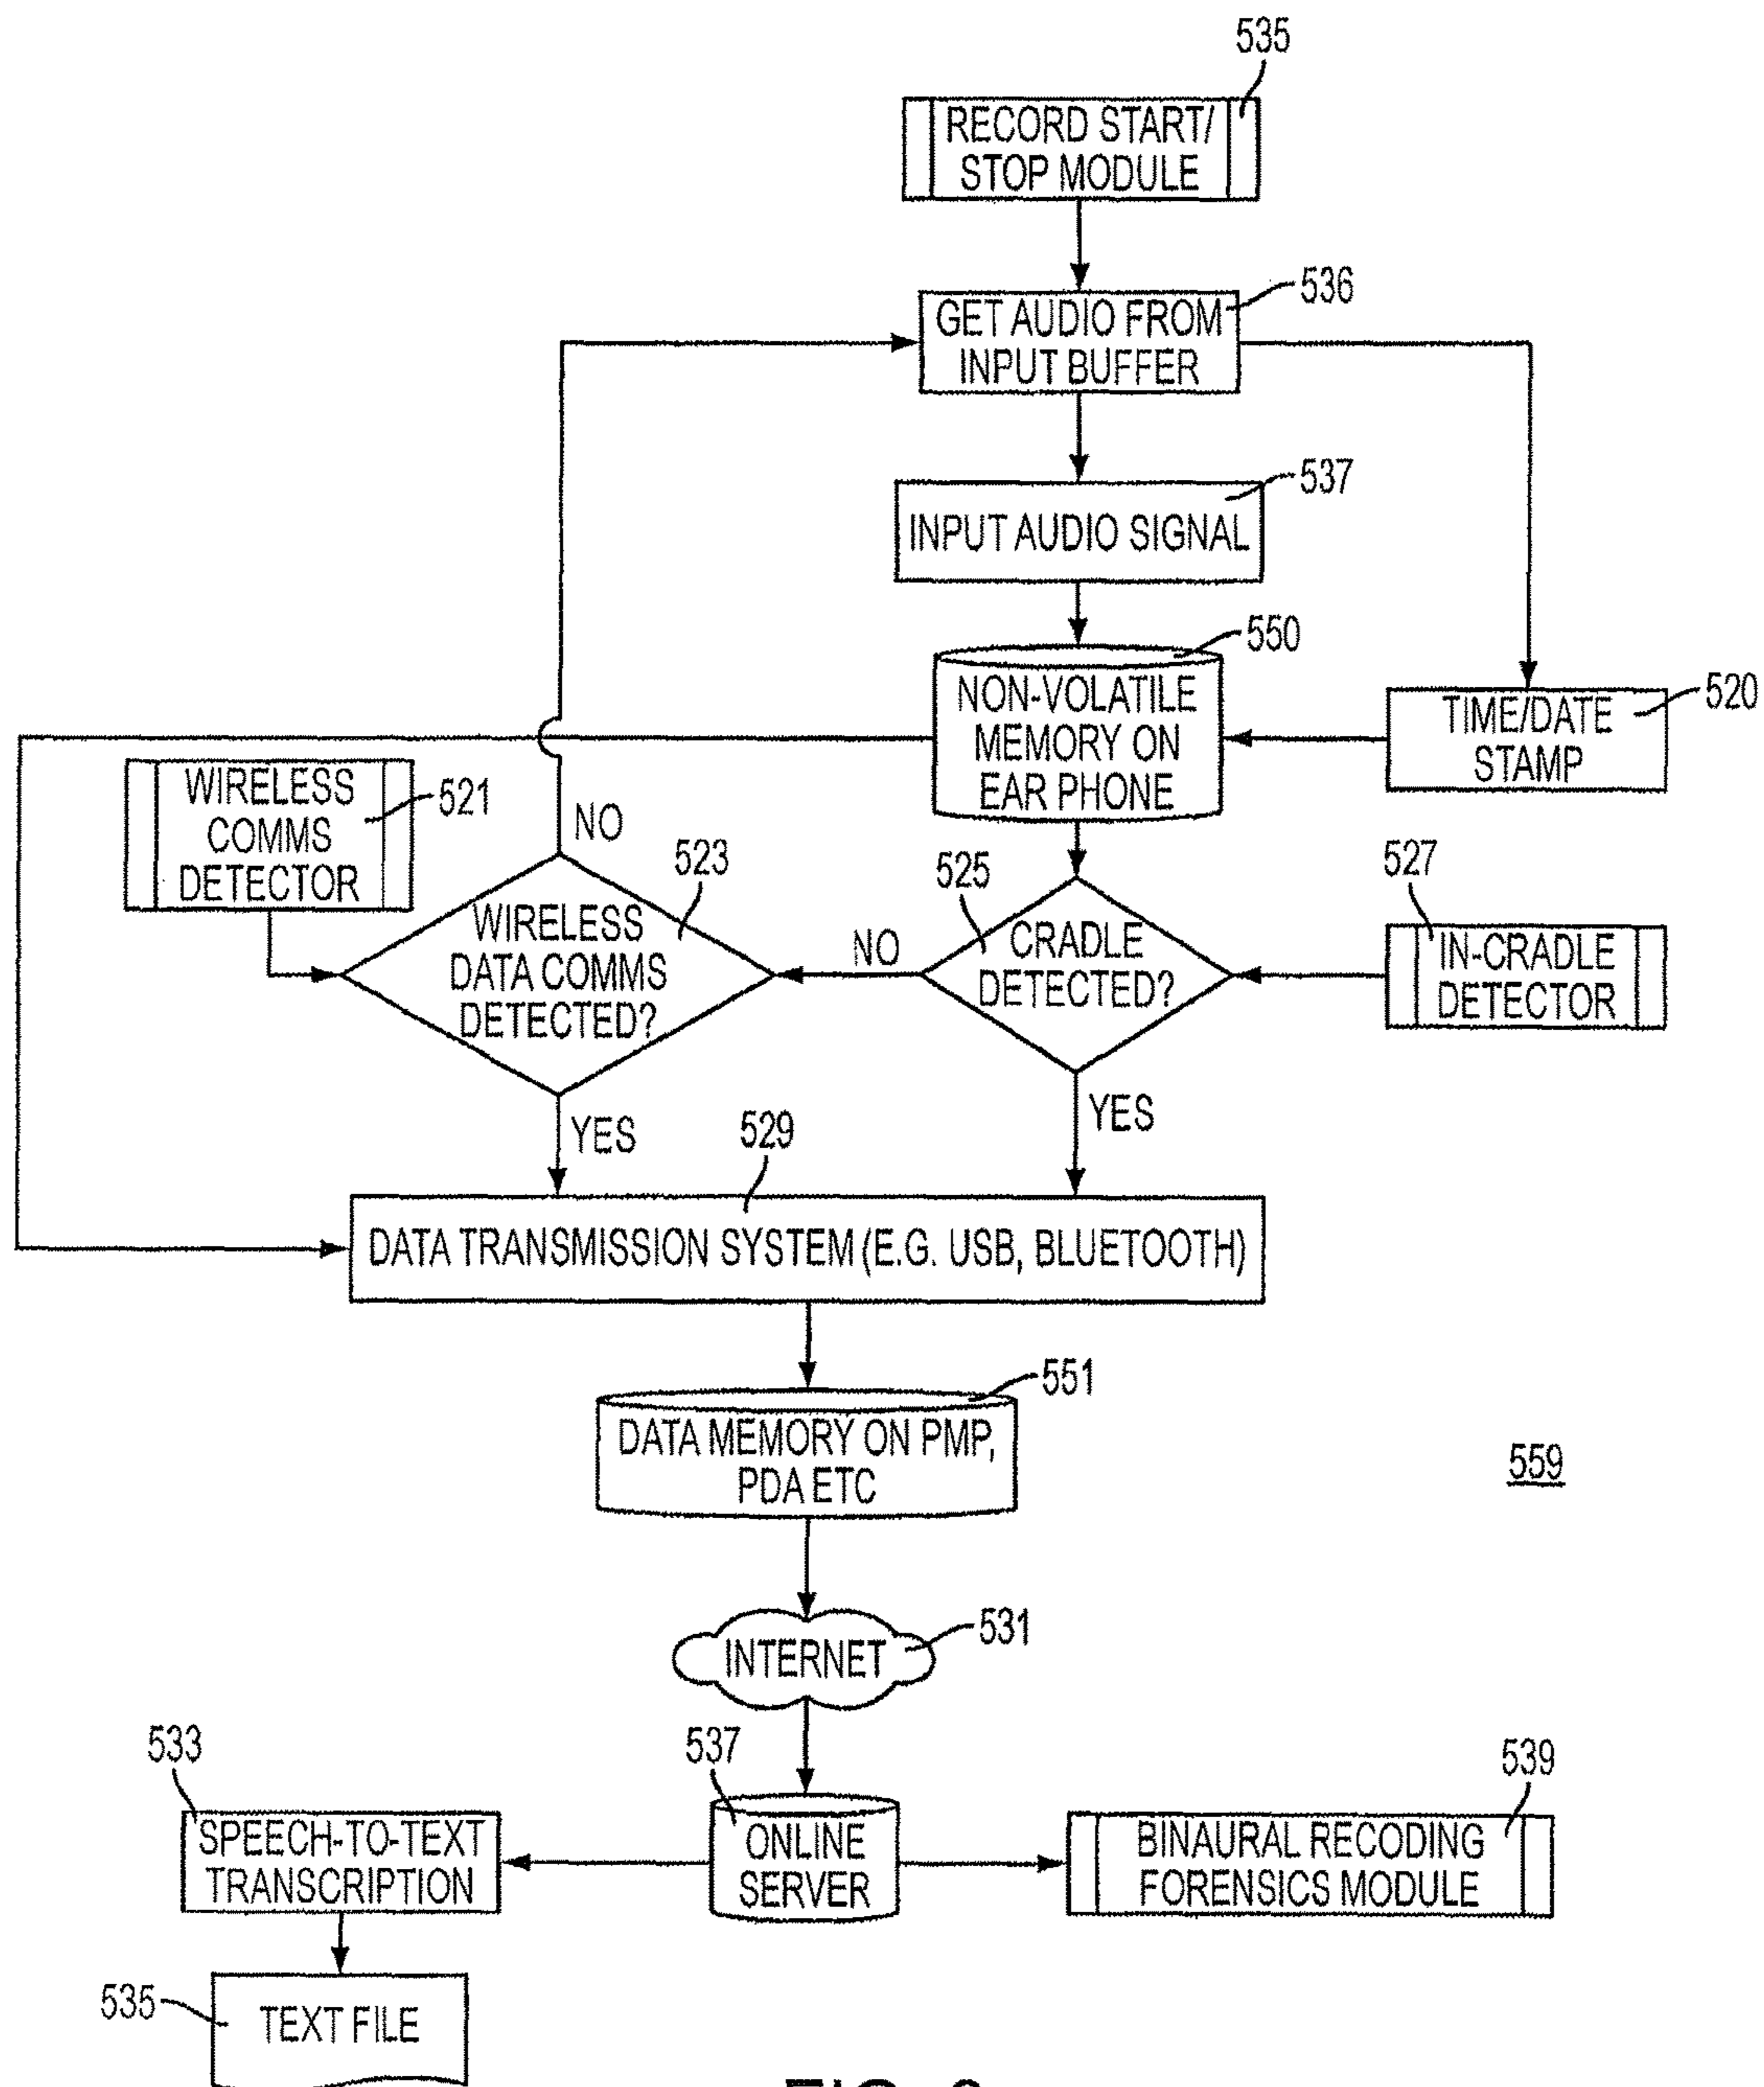 535
RECORD START/
STOP MODULE
536
GET AUDIO FROM
INPUT BUFFER
537
INPUT AUDIO SIGNAL
550
NON-VOLATILE
MEMORY ON
EAR PHONE
520
TIME/DATE
STAMP
WIRELESS
COMMS
DETECTOR
521
NO
523
WIRELESS
DATA COMMS
DETECTED?
NO
525
CRADLE
DETECTED?
527
IN-CRADLE
DETECTOR
YES
YES
529
DATA TRANSMISSION SYSTEM (E.G. USB, BLUETOOTH)
551
DATA MEMORY ON PMP,
PDA ETC
559
INTERNET
531
533
SPEECH-TO-TEXT
TRANSCRIPTION
537
ONLINE
SERVER
539
BINAURAL RECODING
FORENSICS MODULE
535
TEXT FILE